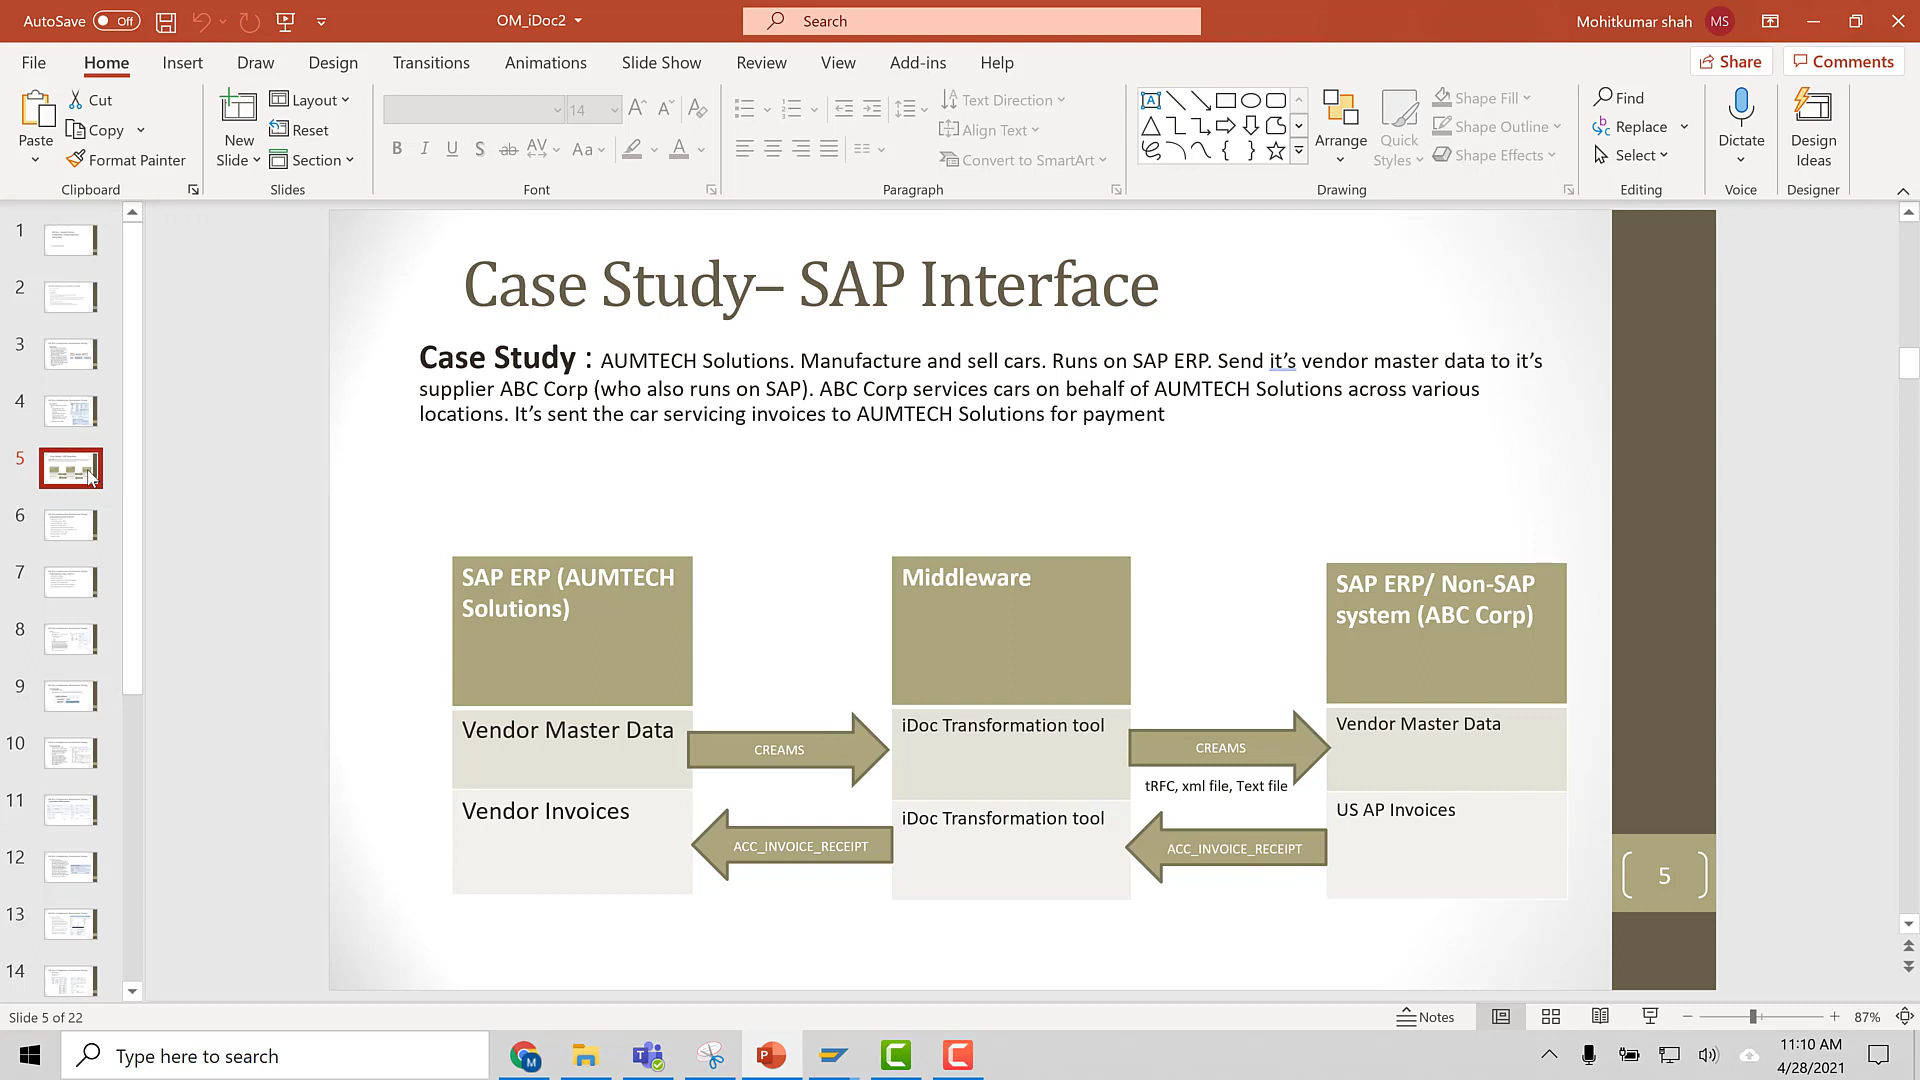 AutoSave Off
OM_iDoc2
Search
Mohitkumar shah MS
File Home Insert Draw Design Transitions Animations Slide Show Review View Add-ins Help
Share Comments
Paste
Cut
Copy
Format Painter
Clipboard
New Slide
Layout
Reset
Section
Slides
14
Font
Text Direction
Align Text
Convert to SmartArt
Paragraph
Arrange
Quick Styles
Shape Fill
Shape Outline
Shape Effects
Drawing
Find
Replace
Select
Editing
Dictate
Voice
Design Ideas
Designer
1
2
3
4
5
6
7
8
9
10
11
12
13
14
Case Study– SAP Interface
Case Study : AUMTECH Solutions. Manufacture and sell cars. Runs on SAP ERP. Send it’s vendor master data to it’s
supplier ABC Corp (who also runs on SAP). ABC Corp services cars on behalf of AUMTECH Solutions across various
locations. It’s sent the car servicing invoices to AUMTECH Solutions for payment
SAP ERP (AUMTECH
Solutions)
Middleware
SAP ERP/ Non-SAP
system (ABC Corp)
Vendor Master Data
CREAMS
iDoc Transformation tool
CREAMS
Vendor Master Data
tRFC, xml file, Text file
Vendor Invoices
ACC_INVOICE_RECEIPT
iDoc Transformation tool
ACC_INVOICE_RECEIPT
US AP Invoices
5
Slide 5 of 22
Notes
87%
Type here to search
11:10 AM
4/28/2021